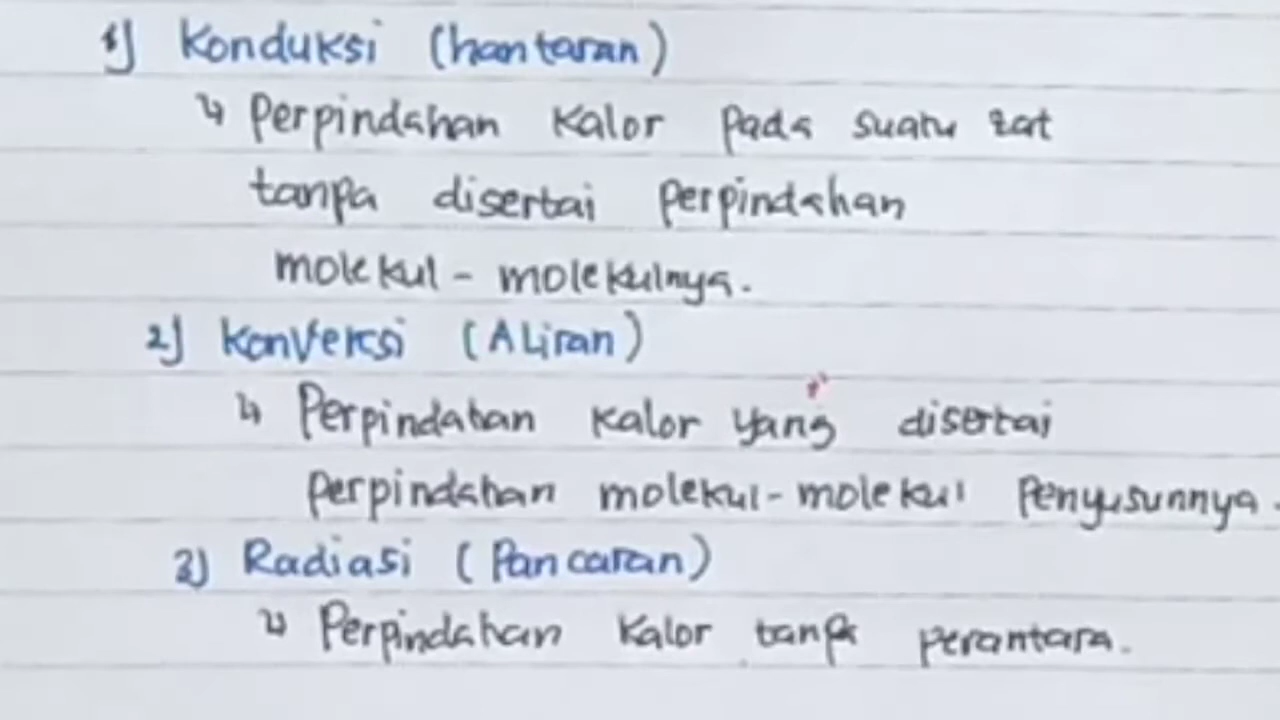 1) Konduksi (hantaran)
↳ Perpindahan Kalor pada suatu zat
tanpa disertai perpindahan
molekul - molekulnya.
2) Konversi (Aliran)
↳ Perpindahan Kalor yang disertai
perpindahan molekul-molekul Penyusunnya.
3) Radiasi (Pancaran)
↳ Perpindahan Kalor tanpa perantara.